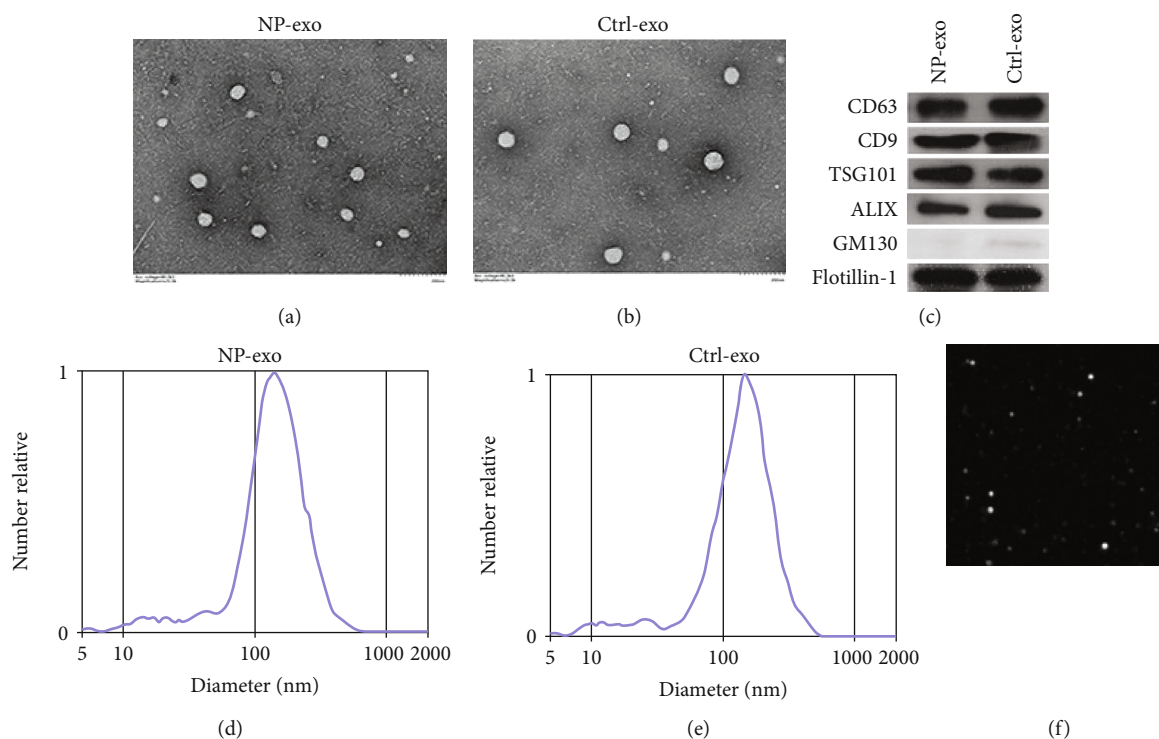 NP-exo
Ctrl-exo
NP-exo
Ctrl-exo
CD63
CD9
TSG101
ALIX
GM130
Flotillin-1
(a)
(b)
(c)
NP-exo
Number relative
1
0
5 10 100 1000 2000
Diameter (nm)
Ctrl-exo
Number relative
1
0
5 10 100 1000 2000
Diameter (nm)
(d)
(e)
(f)